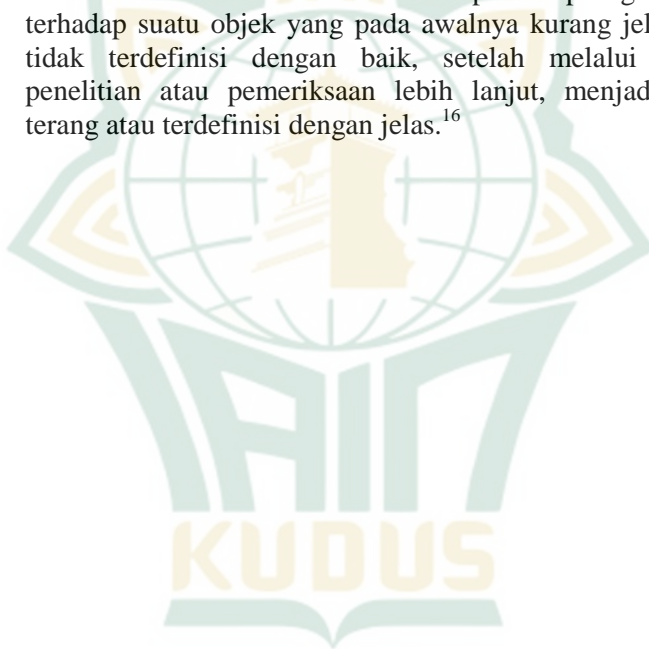 terhadap suatu objek yang pada awalnya kurang jel
tidak terdefinisi dengan baik, setelah melalui
penelitian atau pemeriksaan lebih lanjut, menjad
terang atau terdefinisi dengan jelas.16
IAIN
KUDUS